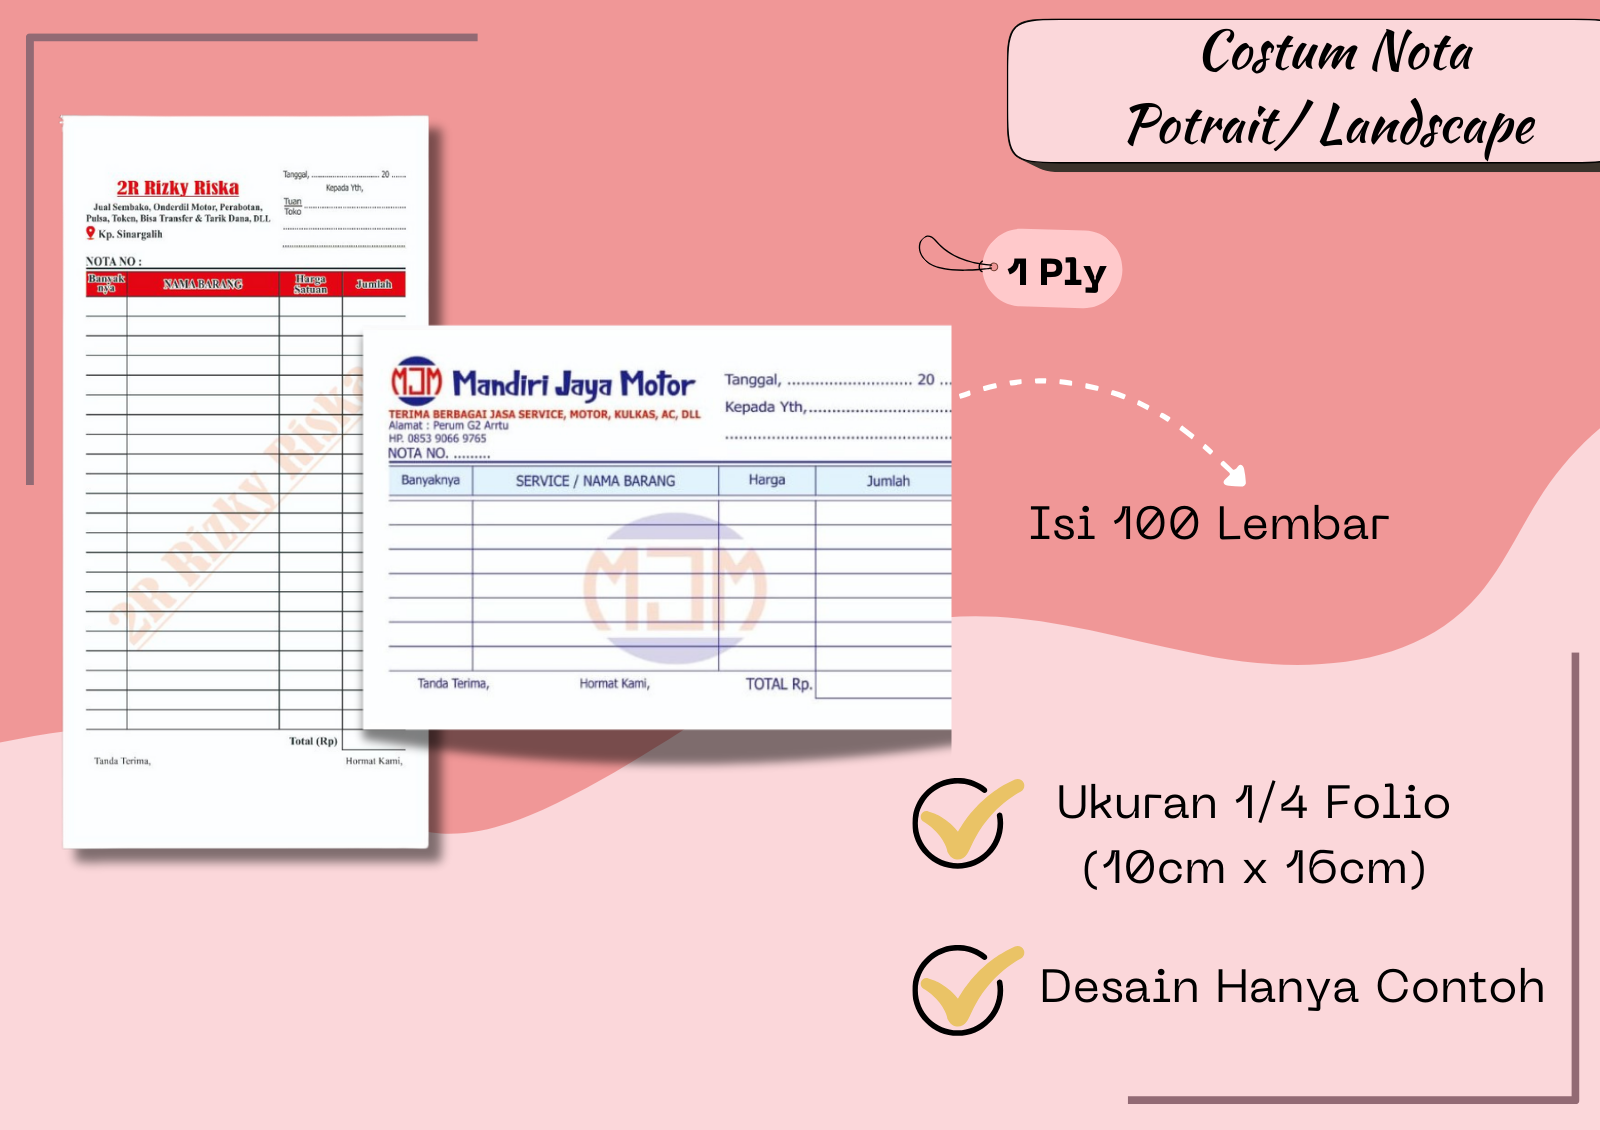 Costum Nota
Potrait/ Landscape
1 Ply
2R Rizky Riska
Jual Sembako, Onderdil Motor, Perabotan,
Pulsa, Token, Bisa Transfer & Tarik Dana, DLL
Kp. Sinargalih
NOTA NO :
Tanggal, .................................. 20 .......
Kepada Yth,
Tuan
Toko
Banyak
nya
NAMA BARANG
Harga
Satuan
Jumlah
2R Rizky Riska
Total (Rp)
Tanda Terima,
Hormat Kami,
MJM Mandiri Jaya Motor
TERIMA BERBAGAI JASA SERVICE, MOTOR, KULKAS, AC, DLL
Alamat : Perum G2 Arrtu
HP. 0853 9066 9765
NOTA NO. .........
Tanggal, ............................ 20 ...
Kepada Yth,................................
Banyaknya SERVICE / NAMA BARANG Harga Jumlah
MJM
Tanda Terima, Hormat Kami, TOTAL Rp.
Isi 100 Lembar
Ukuran 1/4 Folio
(10cm x 16cm)
Desain Hanya Contoh